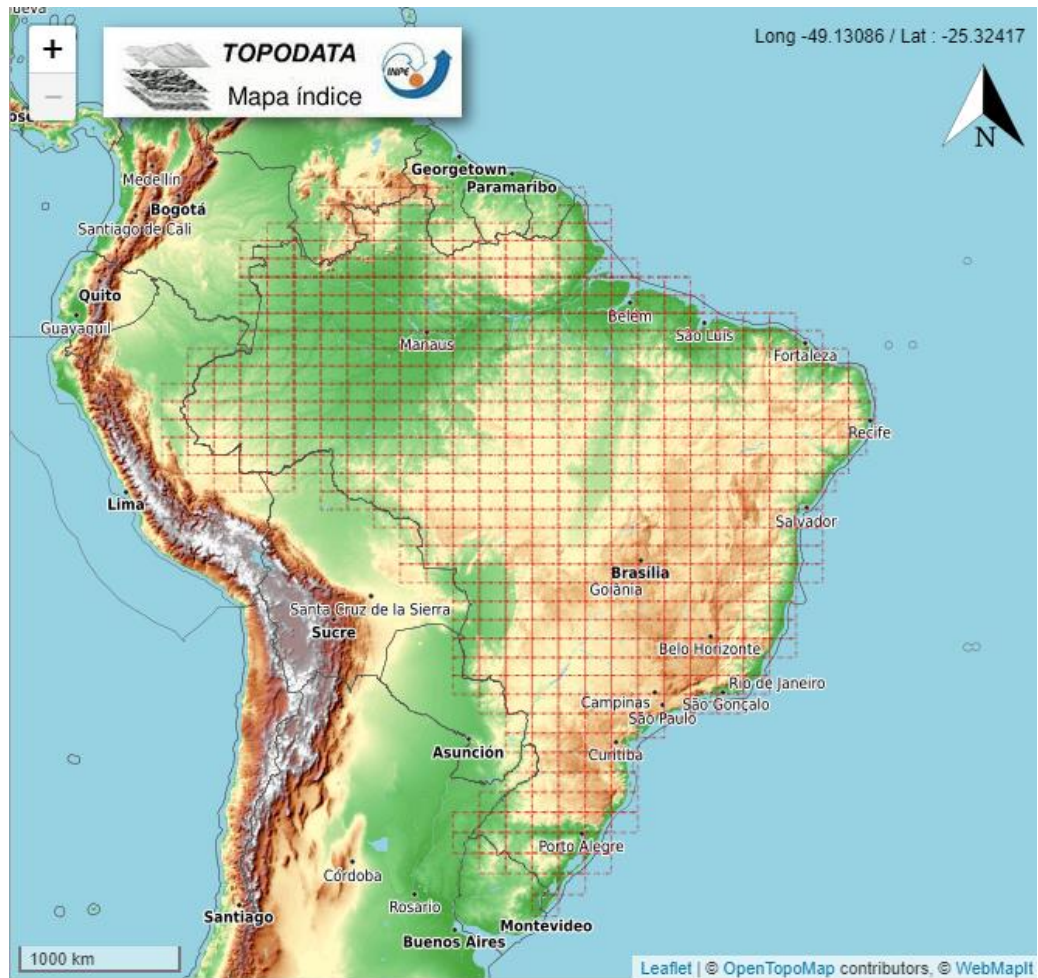 ueva
+
−
TOPODATA
Mapa índice
INPE
Long -49.13086 / Lat : -25.32417
N
Medellín
Bogotá
Santiago de Cali
Georgetown
Paramaribo
Quito
Guayaquil
Belém
São Luís
Manaus
Fortaleza
Recife
Lima
Salvador
Brasília
Goiânia
Santa Cruz de la Sierra
Sucre
Belo Horizonte
Rio de Janeiro
Campinas
São Gonçalo
São Paulo
Asunción
Curitiba
Porto Alegre
Córdoba
Rosario
Santiago
Montevideo
Buenos Aires
1000 km
Leaflet | © OpenTopoMap contributors, © WebMapIt